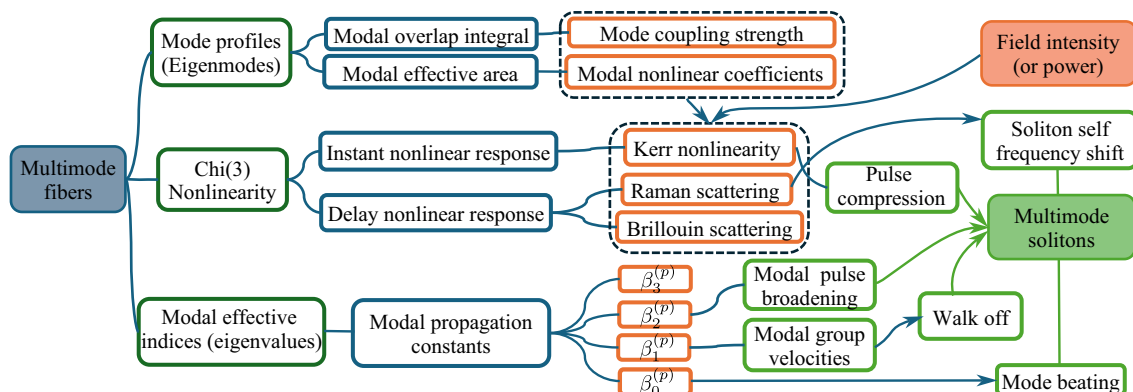 Mode profiles
(Eigenmodes)
Modal overlap integral
Mode coupling strength
Modal effective area
Modal nonlinear coefficients
Field intensity
(or power)
Multimode
fibers
Chi(3)
Nonlinearity
Instant nonlinear response
Kerr nonlinearity
Delay nonlinear response
Raman scattering
Brillouin scattering
Soliton self
frequency shift
Pulse
compression
Multimode
solitons
Modal effective
indices (eigenvalues)
Modal propagation
constants
β₃⁽ᵖ⁾
β₂⁽ᵖ⁾
β₁⁽ᵖ⁾
β₀⁽ᵖ⁾
Modal pulse
broadening
Modal group
velocities
Walk off
Mode beating